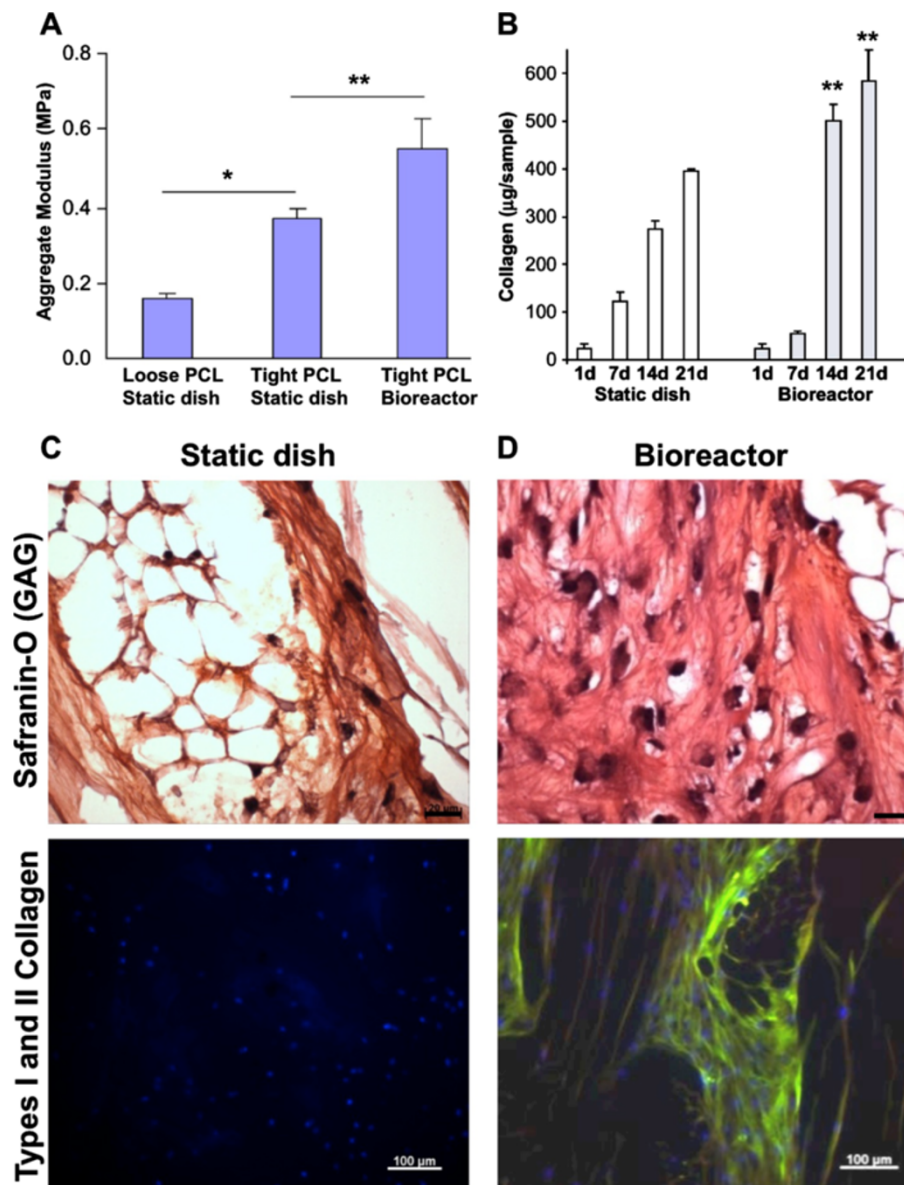 A
Aggregate Modulus (MPa)
0.8
0.6
0.4
0.2
0.0
*
**
Loose PCL
Static dish
Tight PCL
Static dish
Tight PCL
Bioreactor
B
Collagen (μg/sample)
600
500
400
300
200
100
0
**
**
1d 7d 14d 21d
Static dish
1d 7d 14d 21d
Bioreactor
C
Static dish
D
Bioreactor
Safranin-O (GAG)
Types I and II Collagen
100 μm
100 μm